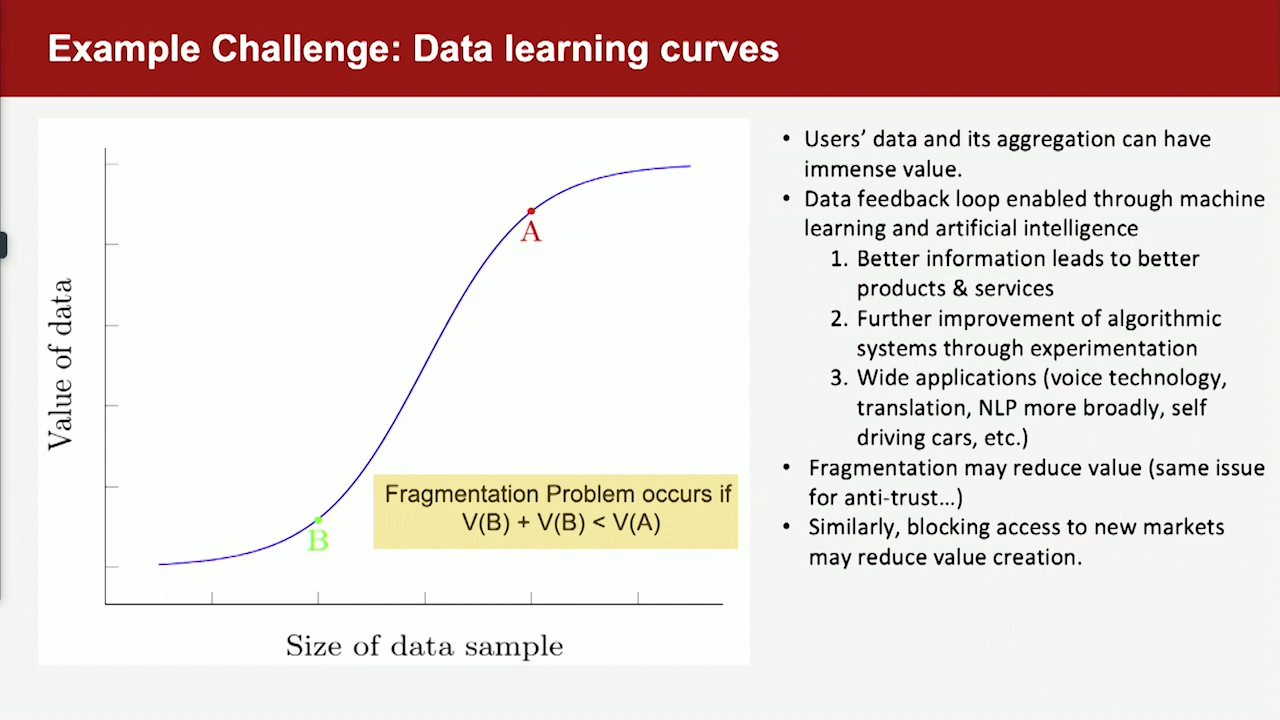 Example Challenge: Data learning curves
Value of data
A
B
Fragmentation Problem occurs if
V(B) + V(B) < V(A)
Size of data sample
• Users’ data and its aggregation can have
immense value.
• Data feedback loop enabled through machine
learning and artificial intelligence
1. Better information leads to better
products & services
2. Further improvement of algorithmic
systems through experimentation
3. Wide applications (voice technology,
translation, NLP more broadly, self
driving cars, etc.)
• Fragmentation may reduce value (same issue
for anti-trust…)
• Similarly, blocking access to new markets
may reduce value creation.